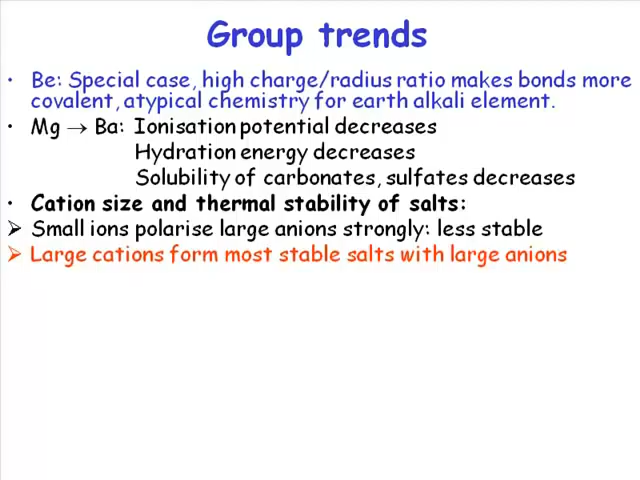 Group trends
• Be: Special case, high charge/radius ratio makes bonds more
covalent, atypical chemistry for earth alkali element.
• Mg → Ba: Ionisation potential decreases
Hydration energy decreases
Solubility of carbonates, sulfates decreases
• Cation size and thermal stability of salts:
➢ Small ions polarise large anions strongly: less stable
➢ Large cations form most stable salts with large anions